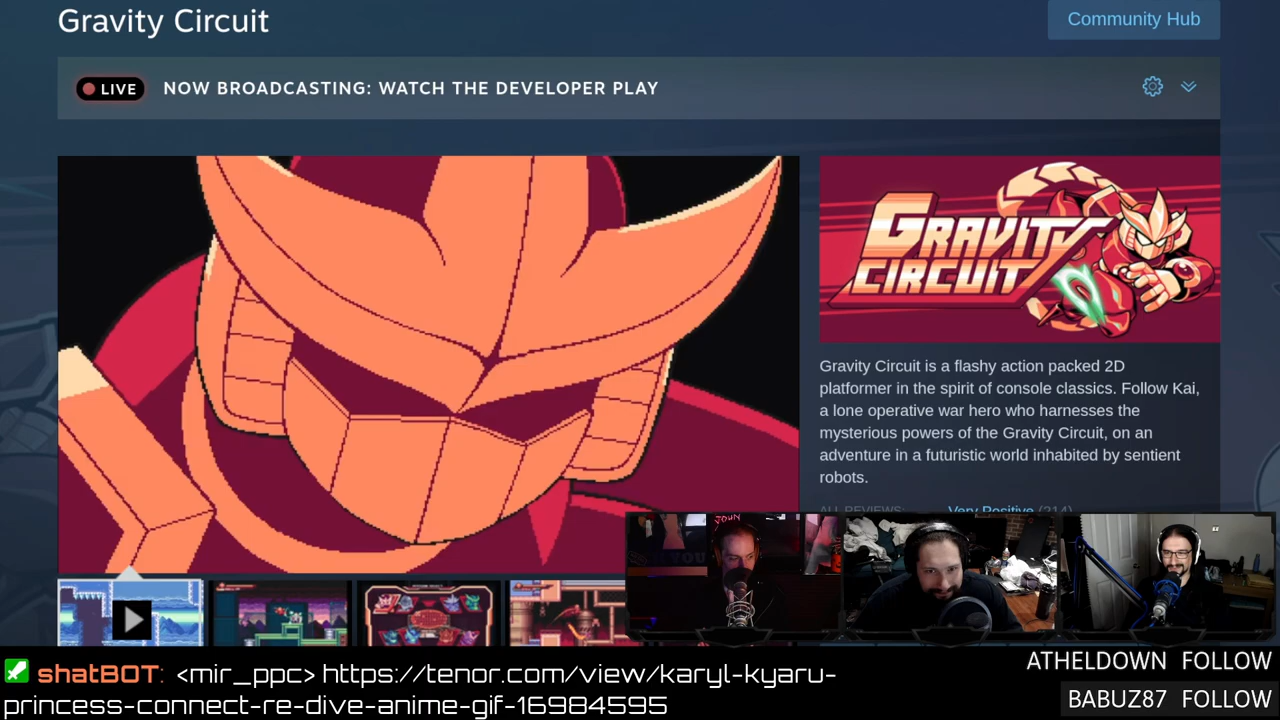 Gravity Circuit
Community Hub
LIVE
NOW BROADCASTING: WATCH THE DEVELOPER PLAY
GRAVITY
CIRCUIT
Gravity Circuit is a flashy action packed 2D
platformer in the spirit of console classics. Follow Kai,
a lone operative war hero who harnesses the
mysterious powers of the Gravity Circuit, on an
adventure in a futuristic world inhabited by sentient
robots.
ALL REVIEWS: Very Positive (214)
shatBOT: <mir_ppc> https://tenor.com/view/karyl-kyaru-
princess-connect-re-dive-anime-gif-16984595
ATHELDOWN FOLLOW
BABUZ87 FOLLOW